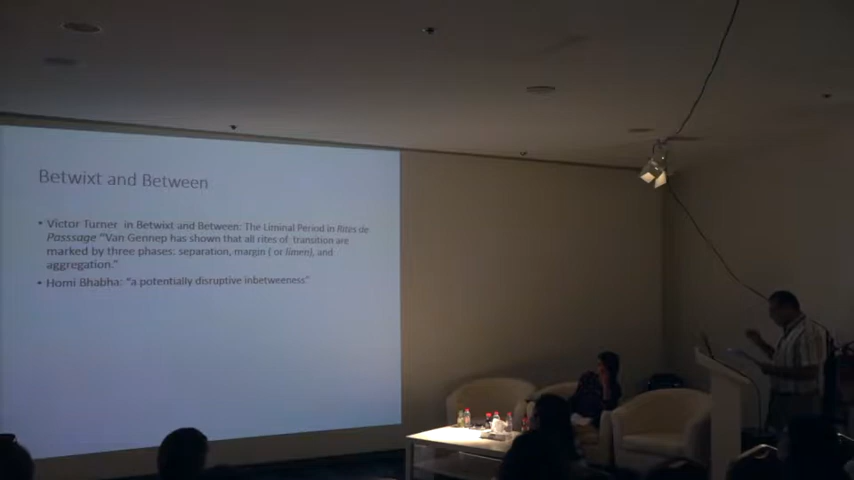 Betwixt and Between
• Victor Turner in Betwixt and Between: The Liminal Period in Rites de
Passsage "Van Gennep has shown that all rites of transition are
marked by three phases: separation, margin ( or limen), and
aggregation."
• Homi Bhabha: "a potentially disruptive inbetweeness"